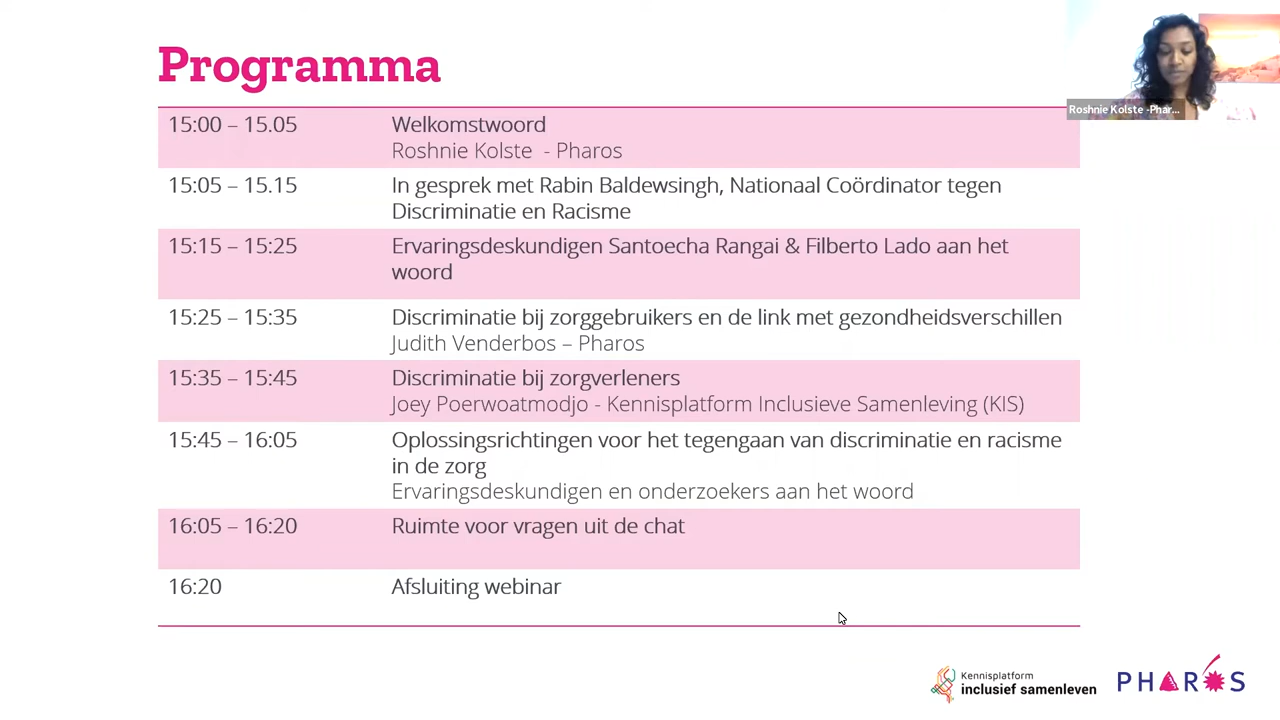 Programma
Roshnie Kolste -Phar...
15:00 – 15.05
Welkomstwoord
Roshnie Kolste - Pharos
15:05 – 15.15
In gesprek met Rabin Baldewsingh, Nationaal Coördinator tegen
Discriminatie en Racisme
15:15 – 15:25
Ervaringsdeskundigen Santoecha Rangai & Filberto Lado aan het
woord
15:25 – 15:35
Discriminatie bij zorggebruikers en de link met gezondheidsverschillen
Judith Venderbos – Pharos
15:35 – 15:45
Discriminatie bij zorgverleners
Joey Poerwoatmodjo - Kennisplatform Inclusieve Samenleving (KIS)
15:45 – 16:05
Oplossingsrichtingen voor het tegengaan van discriminatie en racisme
in de zorg
Ervaringsdeskundigen en onderzoekers aan het woord
16:05 – 16:20
Ruimte voor vragen uit de chat
16:20
Afsluiting webinar
Kennisplatform
inclusief samenleven
PHAROS